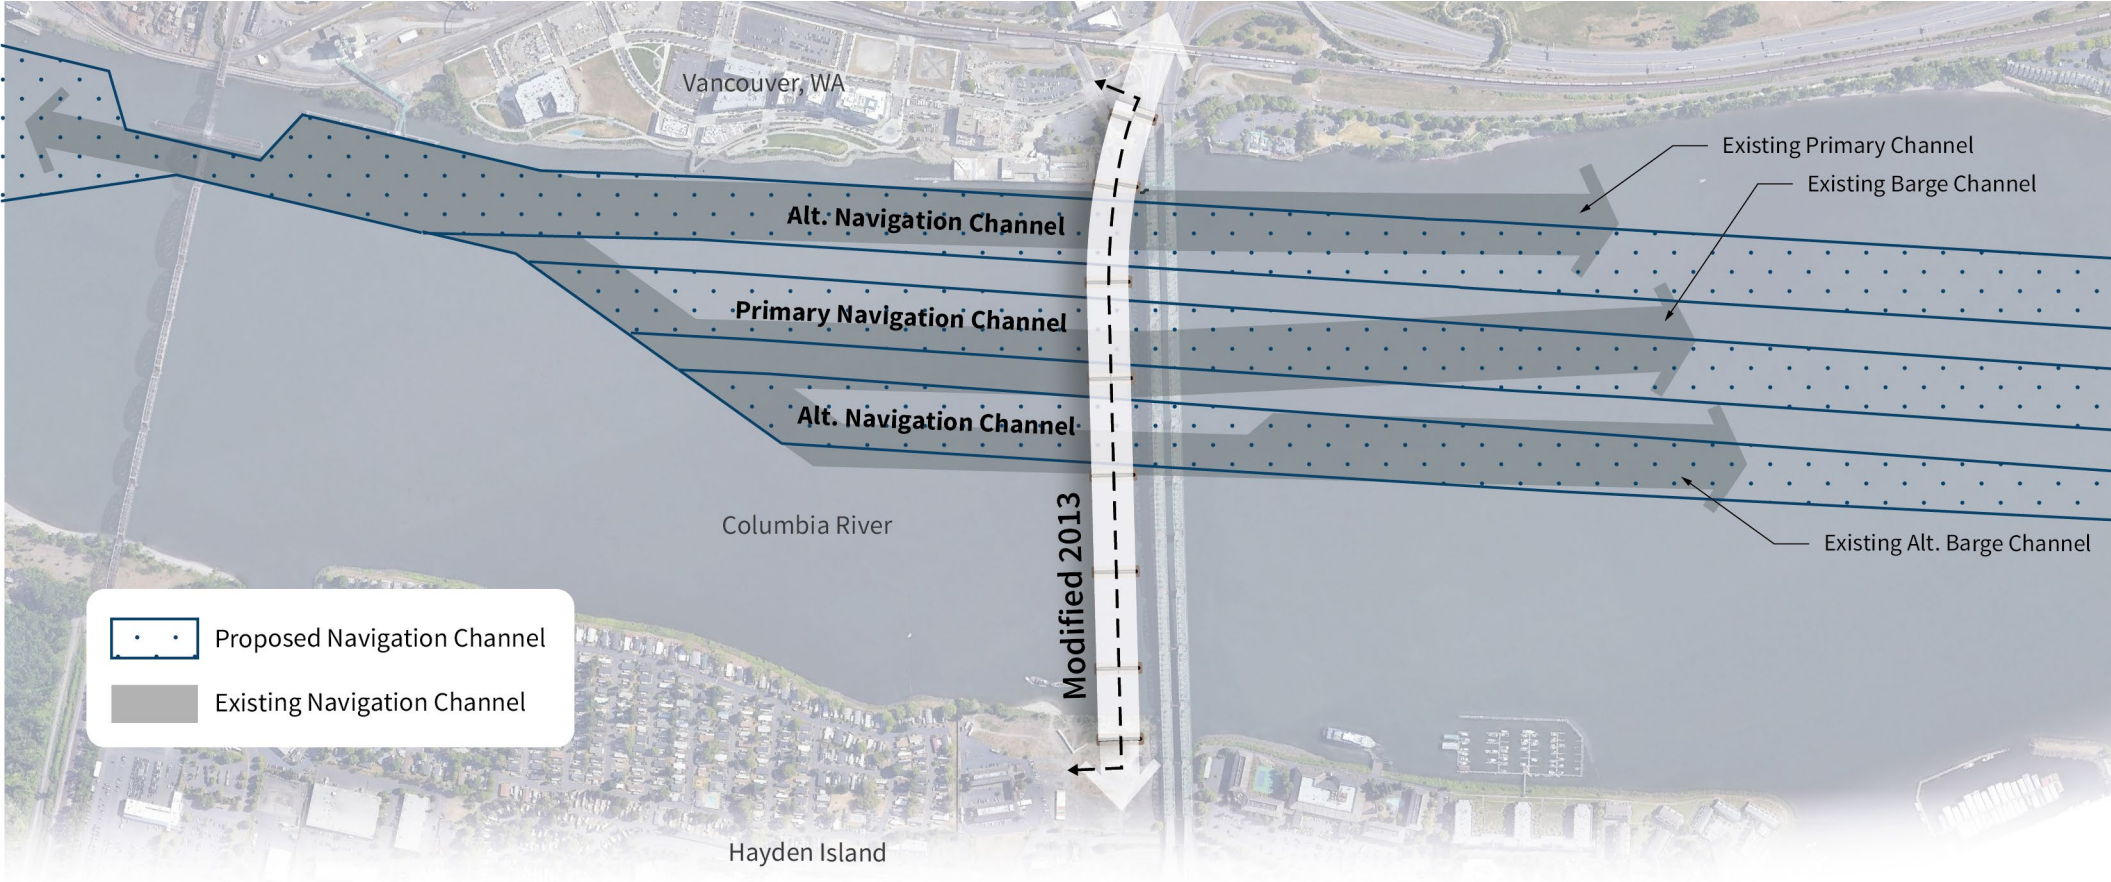 Vancouver, WA
Existing Primary Channel
Existing Barge Channel
Alt. Navigation Channel
Primary Navigation Channel
Alt. Navigation Channel
Existing Alt. Barge Channel
Columbia River
Modified 2013
Proposed Navigation Channel
Existing Navigation Channel
Hayden Island